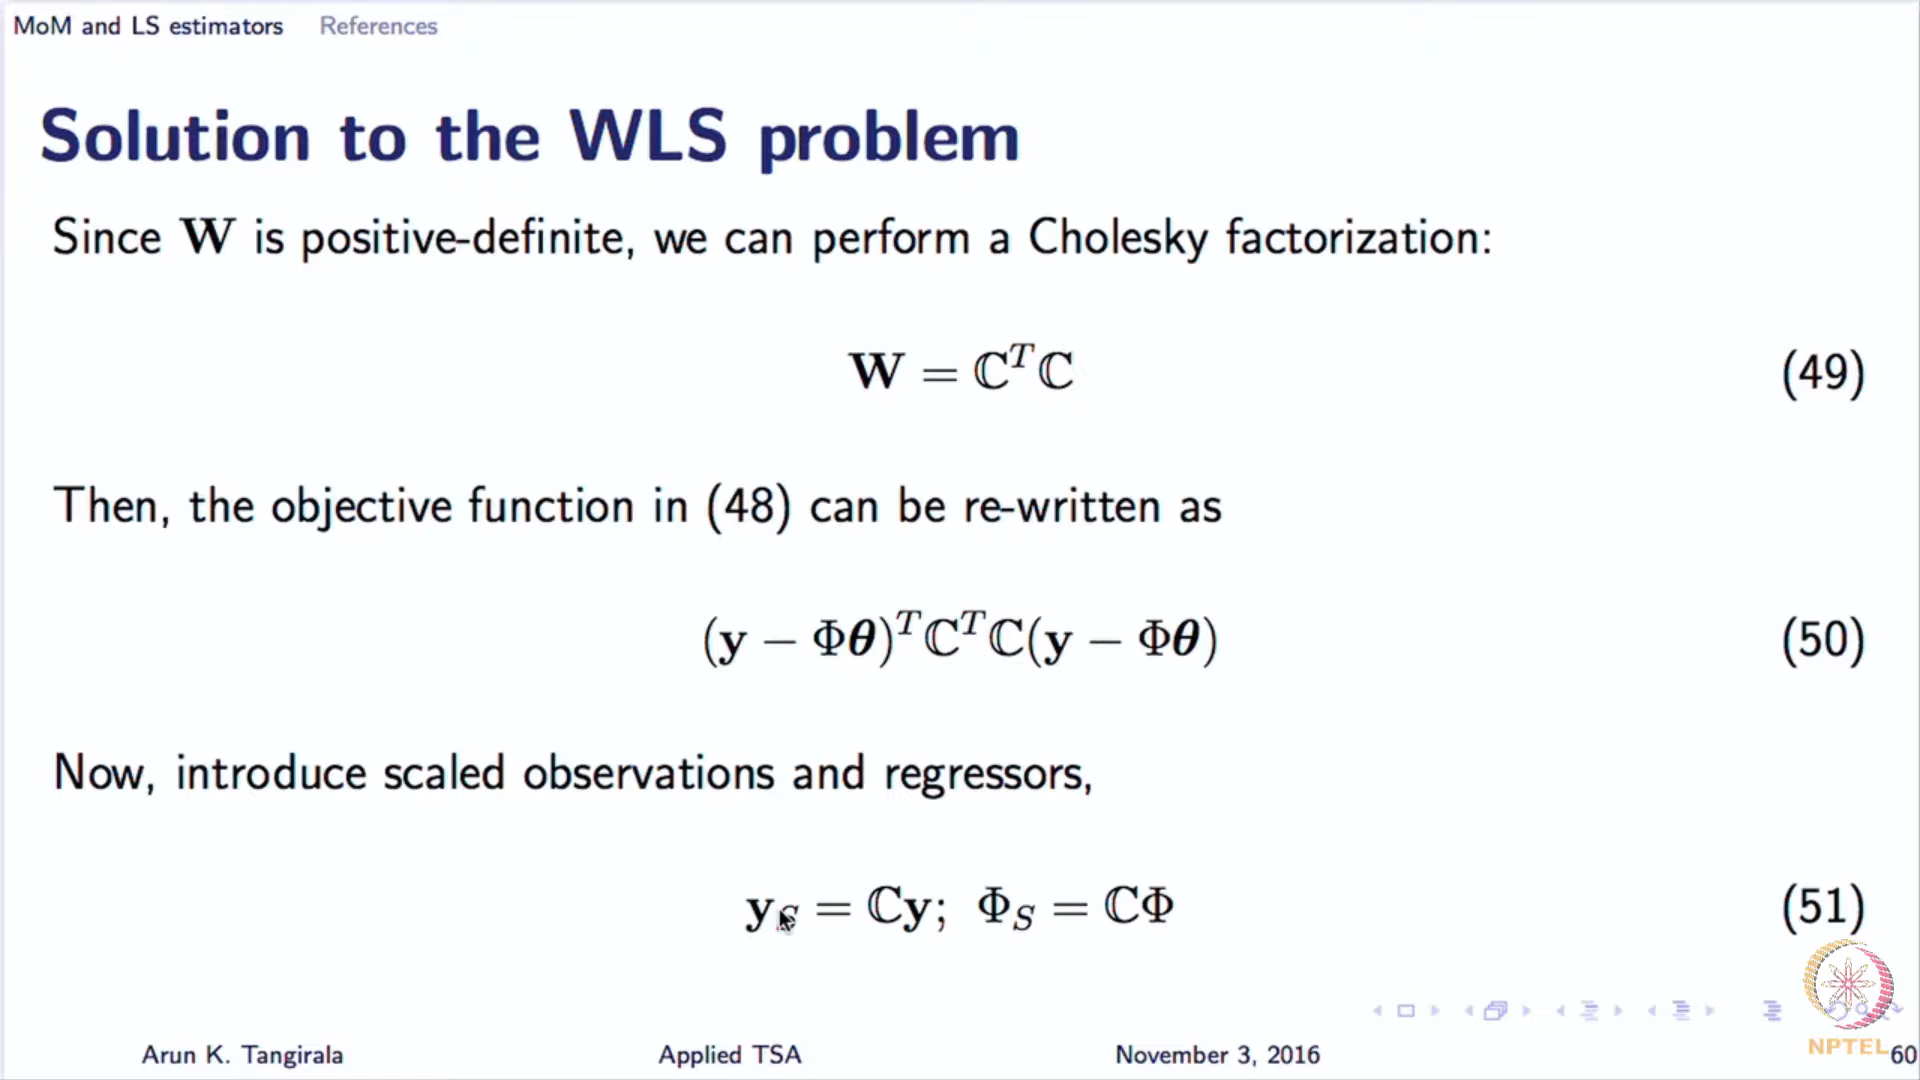 MoM and LS estimators References
Solution to the WLS problem
Since W is positive-definite, we can perform a Cholesky factorization:
W = ℂᵀℂ (49)
Then, the objective function in (48) can be re-written as
(y − Φθ)ᵀℂᵀℂ(y − Φθ) (50)
Now, introduce scaled observations and regressors,
y_S = ℂy; Φ_S = ℂΦ (51)
Arun K. Tangirala Applied TSA November 3, 2016 60
NPTEL